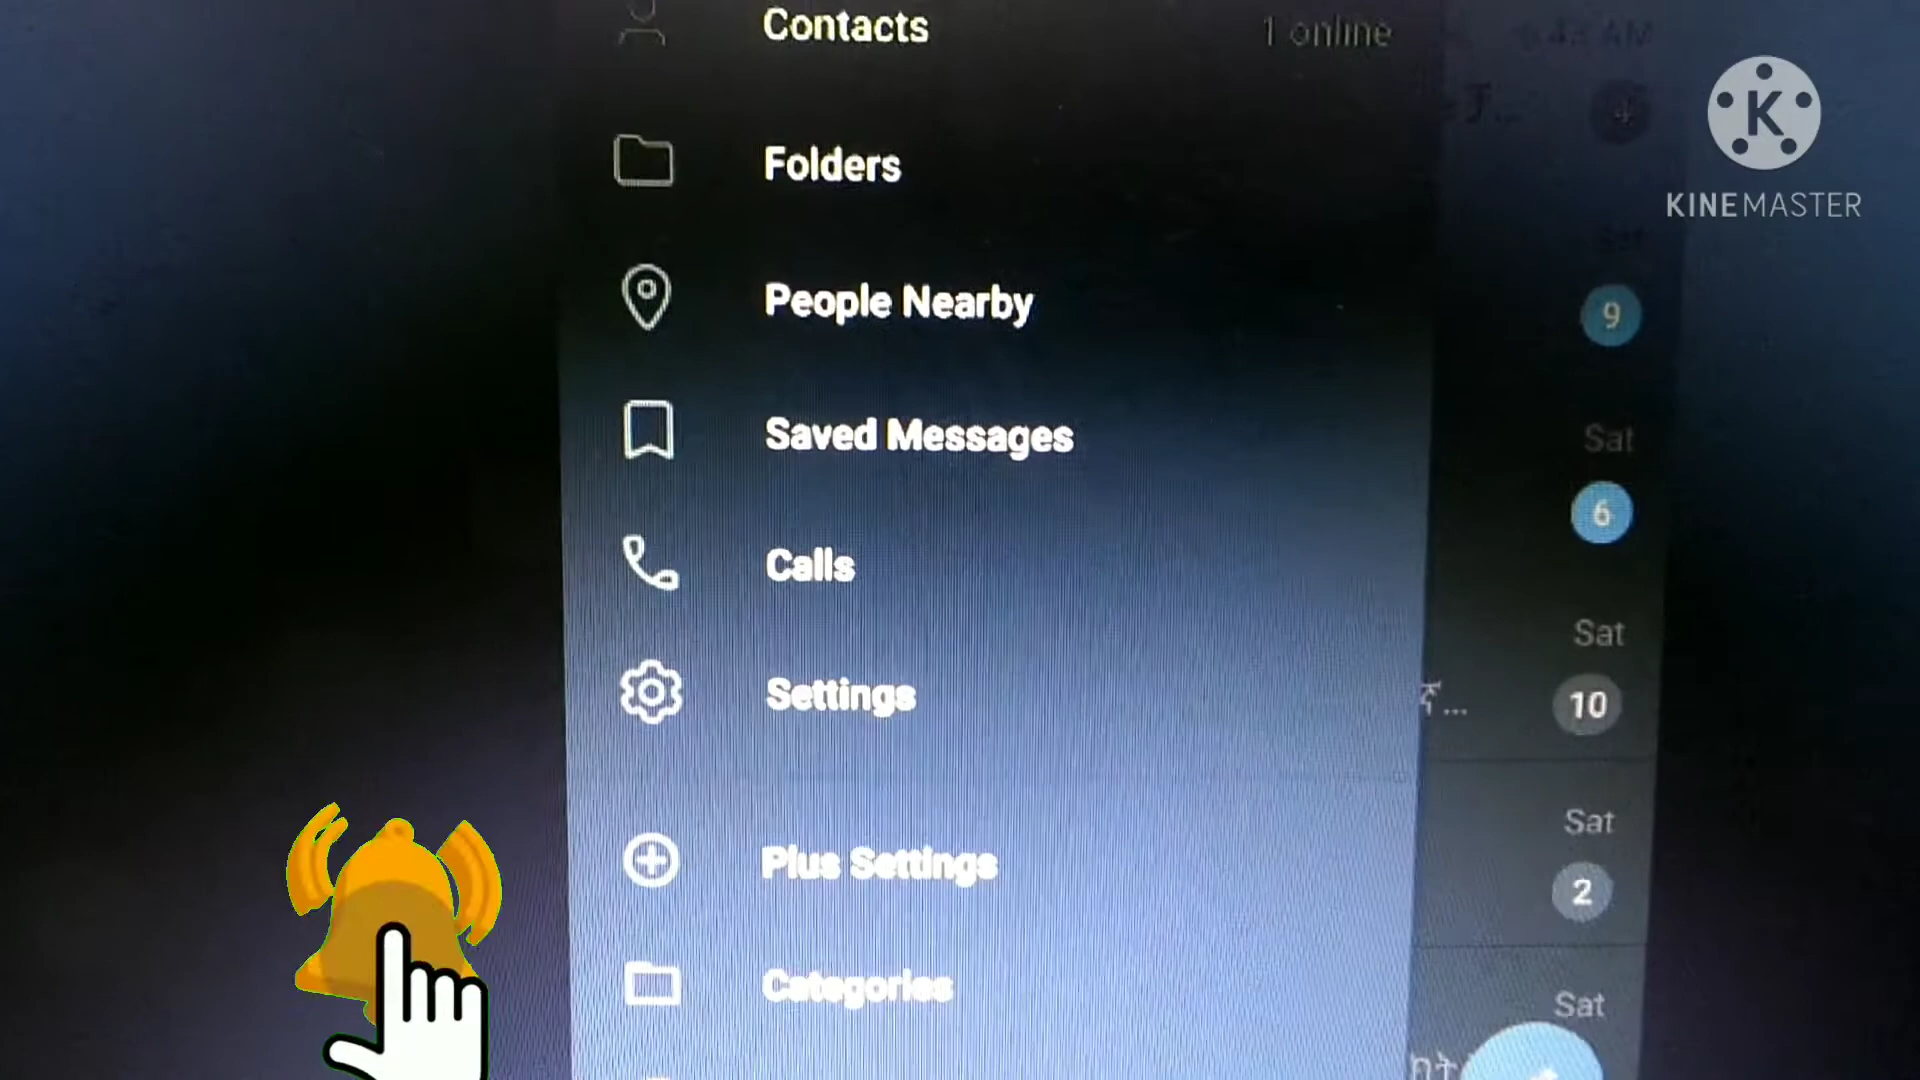 Contacts
1 online
Folders
K
KINEMASTER
People Nearby
9
Saved Messages
Sat
6
Calls
Sat
Settings
10
Sat
Plus Settings
2
Categories
Sat